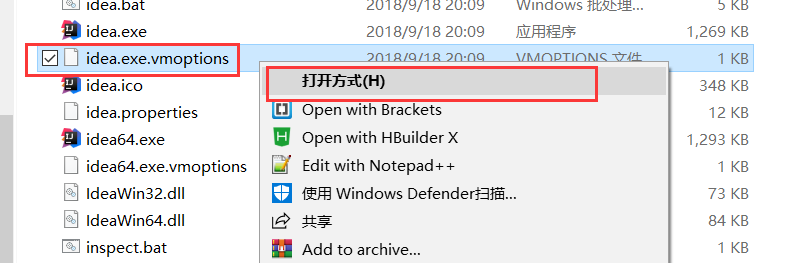 idea.bat 2018/9/18 20:09 Windows 批处理... 5 KB
idea.exe 2018/9/18 20:09 应用程序 1,269 KB
idea.exe.vmoptions 2018/9/18 20:09 VMOPTIONS 文件 1 KB
idea.ico 348 KB
idea.properties 12 KB
idea64.exe 1,293 KB
idea64.exe.vmoptions 1 KB
IdeaWin32.dll 73 KB
IdeaWin64.dll 84 KB
inspect.bat 1 KB
打开方式(H)
Open with Brackets
Open with HBuilder X
Edit with Notepad++
使用 Windows Defender扫描...
共享
Add to archive...